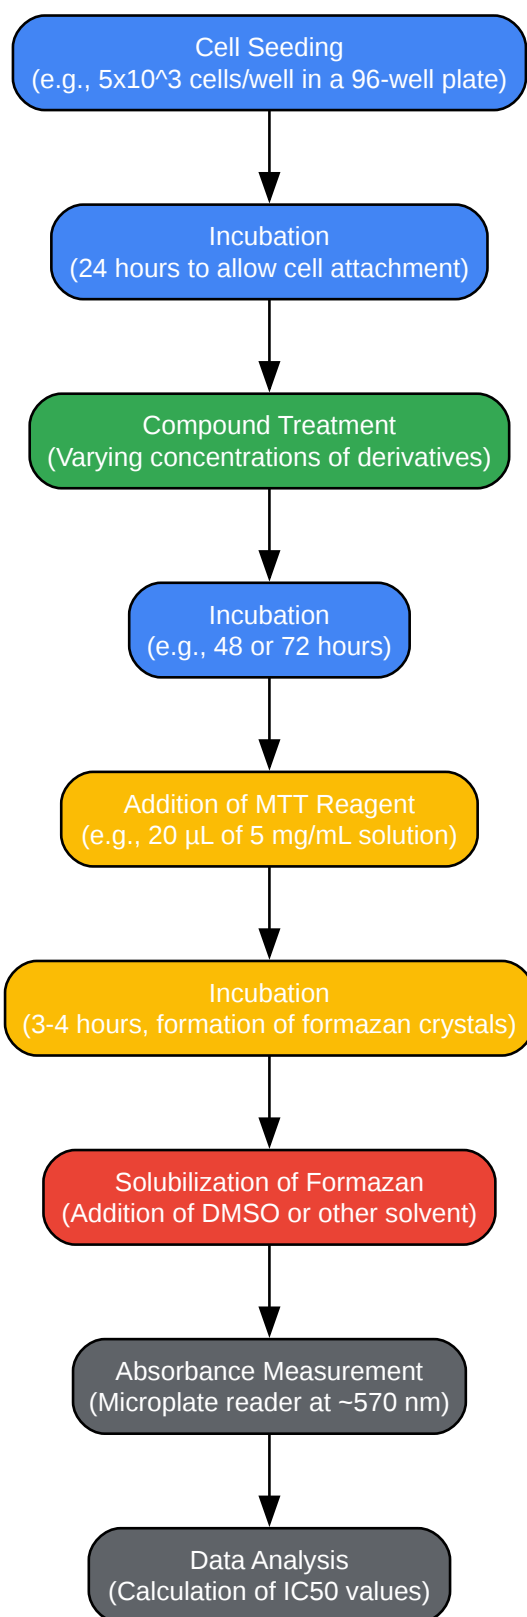 Cell Seeding
(e.g., 5x10^3 cells/well in a 96-well plate)
Incubation
(24 hours to allow cell attachment)
Compound Treatment
(Varying concentrations of derivatives)
Incubation
(e.g., 48 or 72 hours)
Addition of MTT Reagent
(e.g., 20 µL of 5 mg/mL solution)
Incubation
(3-4 hours, formation of formazan crystals)
Solubilization of Formazan
(Addition of DMSO or other solvent)
Absorbance Measurement
(Microplate reader at ~570 nm)
Data Analysis
(Calculation of IC50 values)